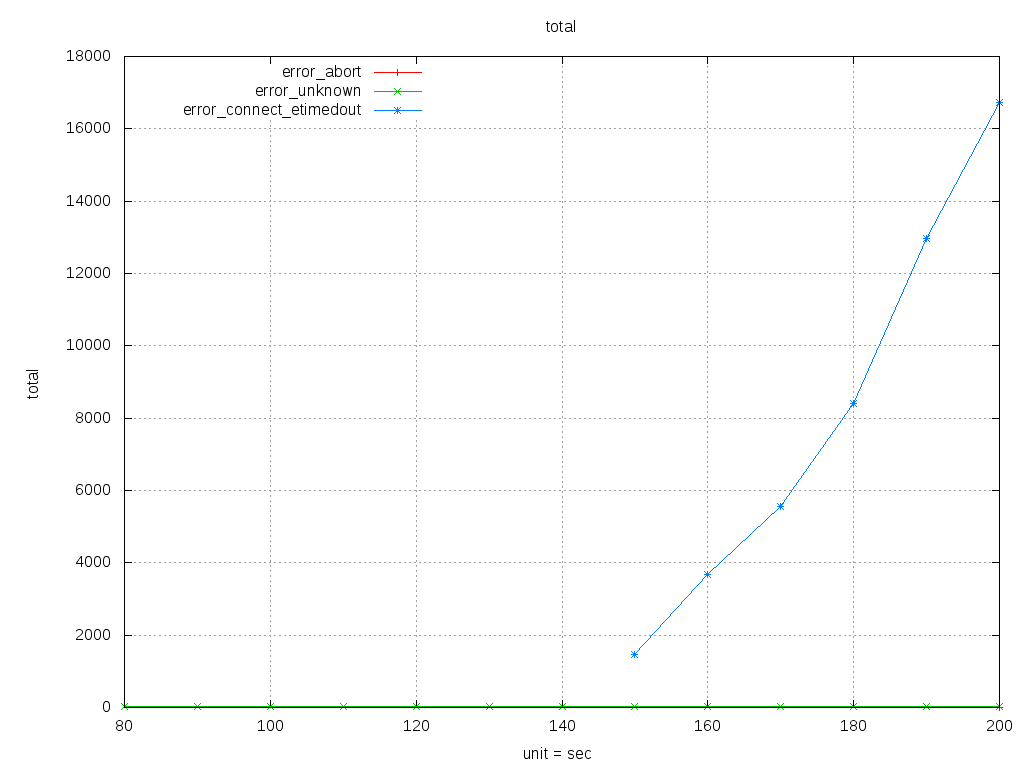 total
18000
16000
14000
12000
10000
8000
6000
4000
2000
0
error_abort
error_unknown
error_connect_etimedout
total
80 100 120 140 160 180 200
unit = sec